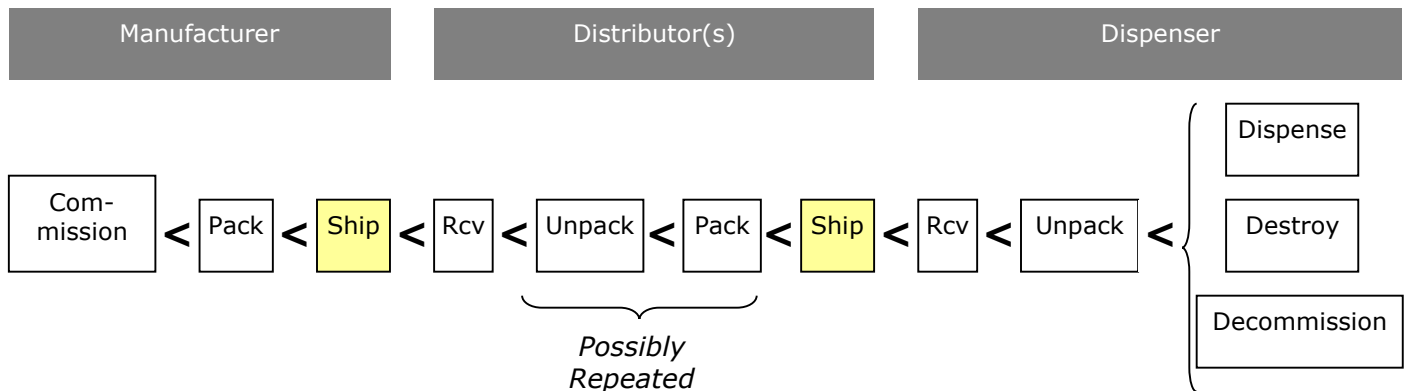 Manufacturer
Distributor(s)
Dispenser
Com-
mission
<
Pack
<
Ship
<
Rcv
<
Unpack
<
Pack
<
Ship
<
Rcv
<
Unpack
<
Dispense
Destroy
Decommission
Possibly
Repeated